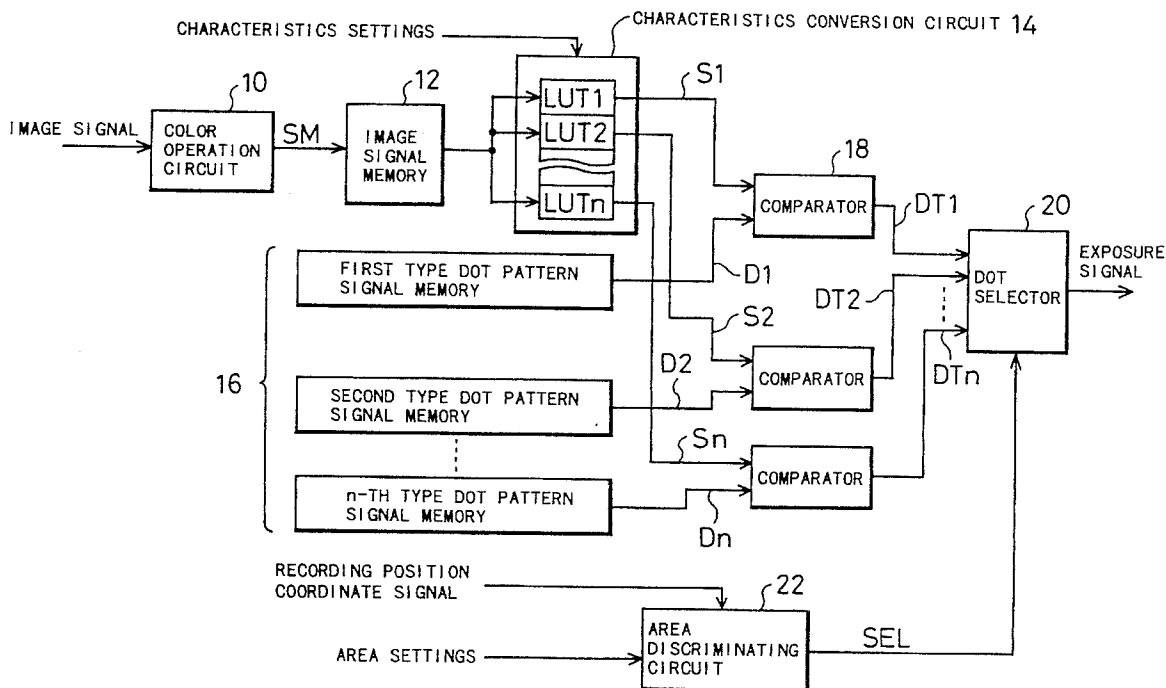 CHARACTERISTICS SETTINGS
CHARACTERISTICS CONVERSION CIRCUIT 14
10
12
IMAGE SIGNAL
COLOR
OPERATION
CIRCUIT
SM
IMAGE
SIGNAL
MEMORY
LUT1
LUT2
LUTn
S1
18
COMPARATOR
DT1
20
DOT
SELECTOR
EXPOSURE
SIGNAL
16
FIRST TYPE DOT PATTERN
SIGNAL MEMORY
D1
S2
DT2
DTn
SECOND TYPE DOT PATTERN
SIGNAL MEMORY
D2
COMPARATOR
Sn
n-TH TYPE DOT PATTERN
SIGNAL MEMORY
Dn
COMPARATOR
RECORDING POSITION
COORDINATE SIGNAL
22
AREA SETTINGS
AREA
DISCRIMINATING
CIRCUIT
SEL